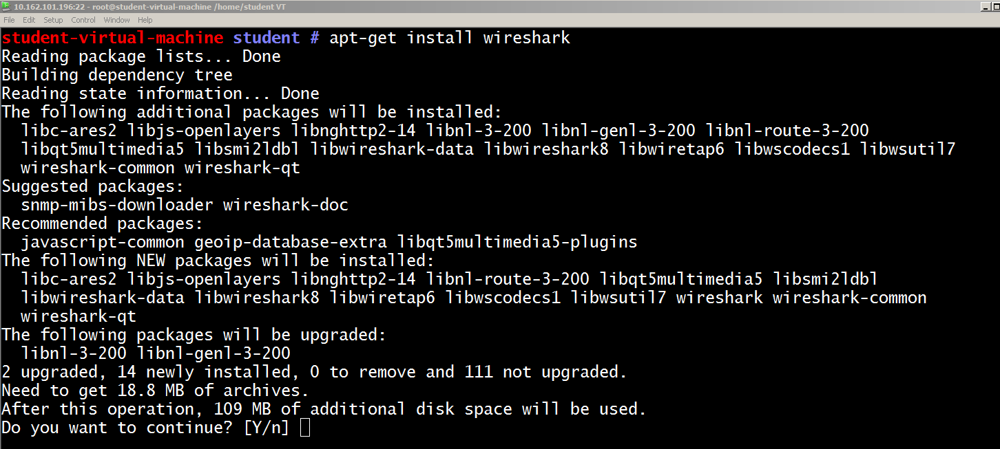 10.162.101.196:22 - root@student-virtual-machine /home/student VT
File Edit Setup Control Window Help
student-virtual-machine student # apt-get install wireshark
Reading package lists... Done
Building dependency tree
Reading state information... Done
The following additional packages will be installed:
  libc-ares2 libjs-openlayers libnghttp2-14 libnl-3-200 libnl-genl-3-200 libnl-route-3-200
  libqt5multimedia5 libsmi2ldbl libwireshark-data libwireshark8 libwiretap6 libwscodecs1 libwsutil7
  wireshark-common wireshark-qt
Suggested packages:
  snmp-mibs-downloader wireshark-doc
Recommended packages:
  javascript-common geoip-database-extra libqt5multimedia5-plugins
The following NEW packages will be installed:
  libc-ares2 libjs-openlayers libnghttp2-14 libnl-route-3-200 libqt5multimedia5 libsmi2ldbl
  libwireshark-data libwireshark8 libwiretap6 libwscodecs1 libwsutil7 wireshark wireshark-common
  wireshark-qt
The following packages will be upgraded:
  libnl-3-200 libnl-genl-3-200
2 upgraded, 14 newly installed, 0 to remove and 111 not upgraded.
Need to get 18.8 MB of archives.
After this operation, 109 MB of additional disk space will be used.
Do you want to continue? [Y/n]